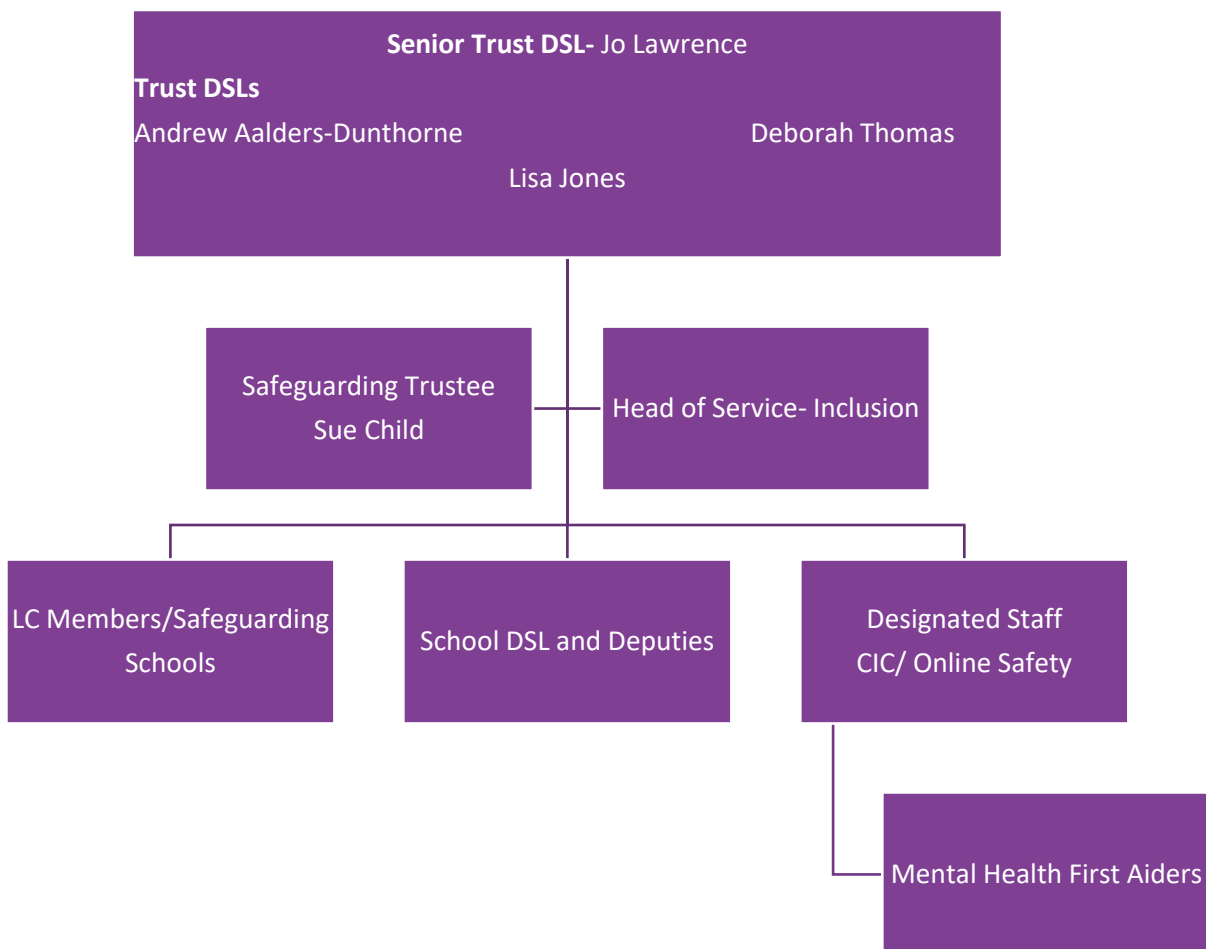 Senior Trust DSL- Jo Lawrence
Trust DSLs
Andrew Aalders-Dunthorne Deborah Thomas
Lisa Jones
Safeguarding Trustee
Sue Child
Head of Service- Inclusion
LC Members/Safeguarding
Schools
School DSL and Deputies
Designated Staff
CIC/ Online Safety
Mental Health First Aiders